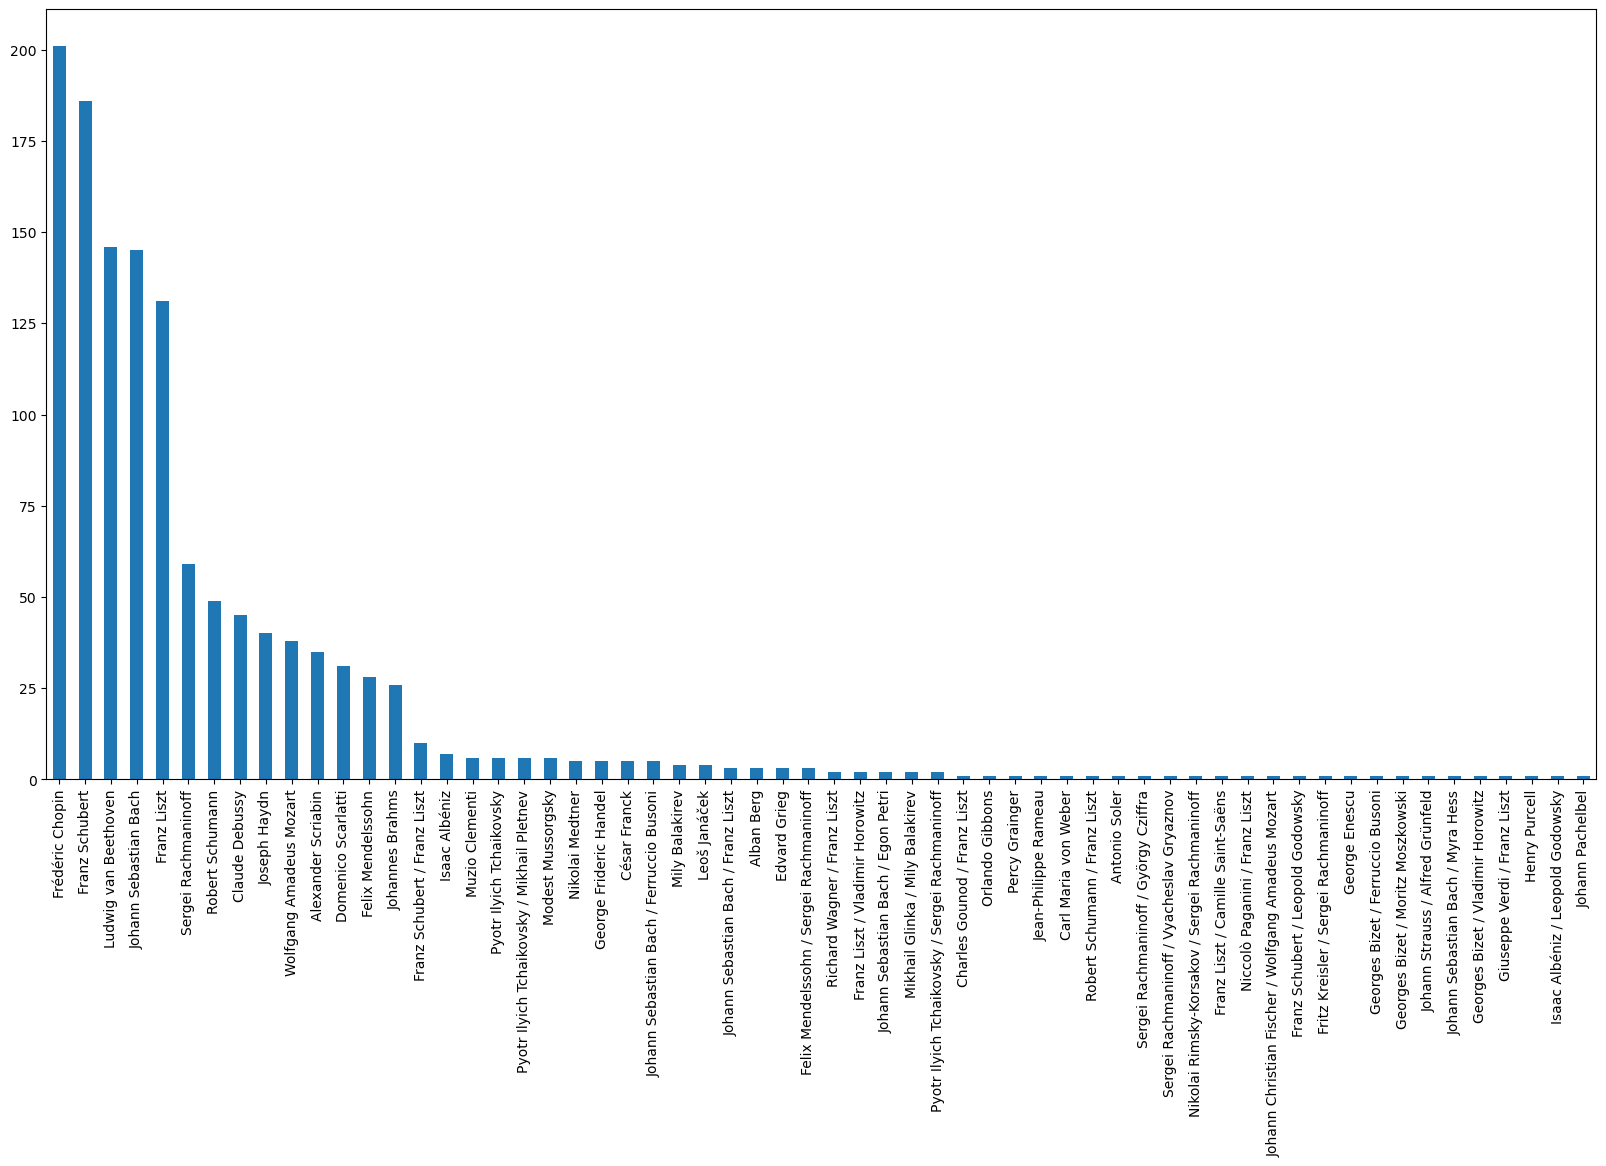 200
175
150
125
100
75
50
25
0
Frédéric Chopin
Franz Schubert
Ludwig van Beethoven
Johann Sebastian Bach
Franz Liszt
Sergei Rachmaninoff
Robert Schumann
Claude Debussy
Joseph Haydn
Wolfgang Amadeus Mozart
Alexander Scriabin
Domenico Scarlatti
Felix Mendelssohn
Johannes Brahms
Franz Schubert / Franz Liszt
Isaac Albéniz
Muzio Clementi
Pyotr Ilyich Tchaikovsky
Pyotr Ilyich Tchaikovsky / Mikhail Pletnev
Modest Mussorgsky
Nikolai Medtner
George Frideric Handel
César Franck
Johann Sebastian Bach / Ferruccio Busoni
Mily Balakirev
Leoš Janáček
Johann Sebastian Bach / Franz Liszt
Alban Berg
Edvard Grieg
Felix Mendelssohn / Sergei Rachmaninoff
Richard Wagner / Franz Liszt
Franz Liszt / Vladimir Horowitz
Johann Sebastian Bach / Egon Petri
Mikhail Glinka / Mily Balakirev
Pyotr Ilyich Tchaikovsky / Sergei Rachmaninoff
Charles Gounod / Franz Liszt
Orlando Gibbons
Percy Grainger
Jean-Philippe Rameau
Carl Maria von Weber
Robert Schumann / Franz Liszt
Antonio Soler
Sergei Rachmaninoff / György Cziffra
Sergei Rachmaninoff / Vyacheslav Gryaznov
Nikolai Rimsky-Korsakov / Sergei Rachmaninoff
Franz Liszt / Camille Saint-Saëns
Niccolò Paganini / Franz Liszt
Johann Christian Fischer / Wolfgang Amadeus Mozart
Franz Schubert / Leopold Godowsky
Fritz Kreisler / Sergei Rachmaninoff
George Enescu
Georges Bizet / Ferruccio Busoni
Georges Bizet / Moritz Moszkowski
Johann Strauss / Alfred Grünfeld
Johann Sebastian Bach / Myra Hess
Georges Bizet / Vladimir Horowitz
Giuseppe Verdi / Franz Liszt
Henry Purcell
Isaac Albéniz / Leopold Godowsky
Johann Pachelbel